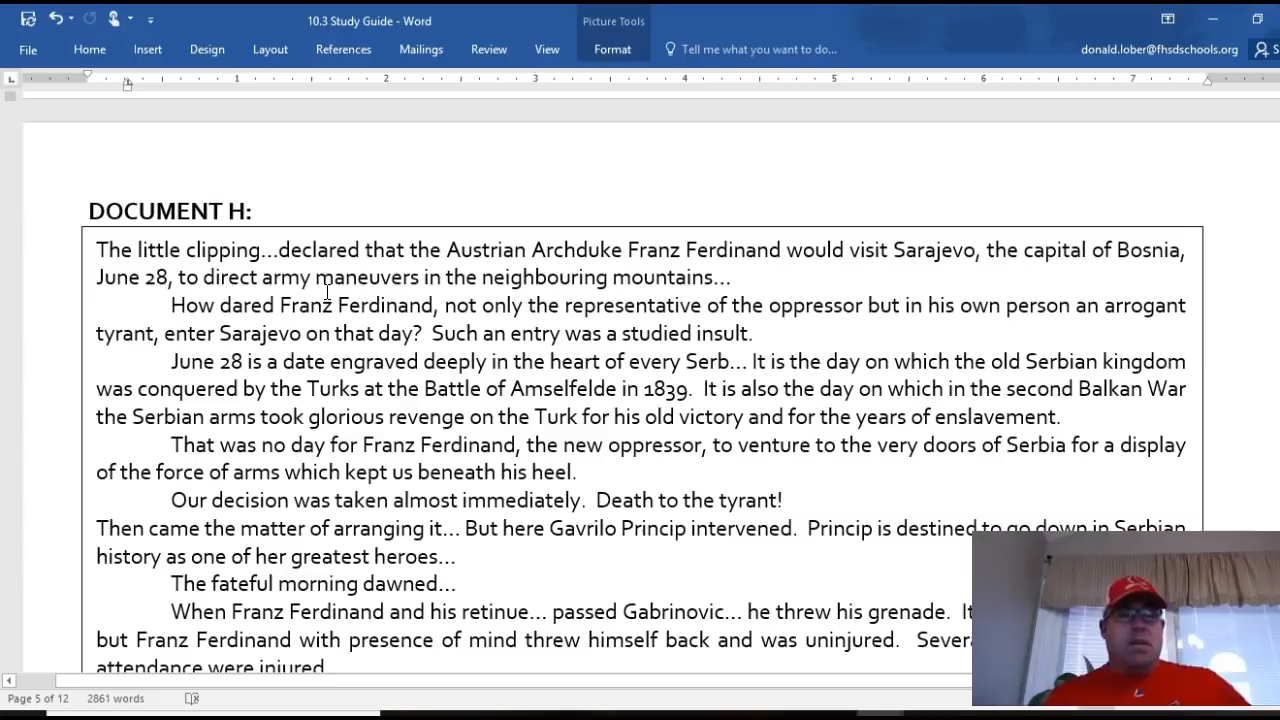 10.3 Study Guide - Word
Picture Tools
File Home Insert Design Layout References Mailings Review View Format Tell me what you want to do... donald.lober@fhsdschools.org S
1 2 3 4 5 6 7
DOCUMENT H:
The little clipping...declared that the Austrian Archduke Franz Ferdinand would visit Sarajevo, the capital of Bosnia,
June 28, to direct army maneuvers in the neighbouring mountains...
How dared Franz Ferdinand, not only the representative of the oppressor but in his own person an arrogant
tyrant, enter Sarajevo on that day? Such an entry was a studied insult.
June 28 is a date engraved deeply in the heart of every Serb... It is the day on which the old Serbian kingdom
was conquered by the Turks at the Battle of Amselfelde in 1839. It is also the day on which in the second Balkan War
the Serbian arms took glorious revenge on the Turk for his old victory and for the years of enslavement.
That was no day for Franz Ferdinand, the new oppressor, to venture to the very doors of Serbia for a display
of the force of arms which kept us beneath his heel.
Our decision was taken almost immediately. Death to the tyrant!
Then came the matter of arranging it... But here Gavrilo Princip intervened. Princip is destined to go down in Serbian
history as one of her greatest heroes...
The fateful morning dawned...
When Franz Ferdinand and his retinue... passed Gabrinovic... he threw his grenade.
but Franz Ferdinand with presence of mind threw himself back and was uninjured.
attendance were injured.
Page 5 of 12 2861 words